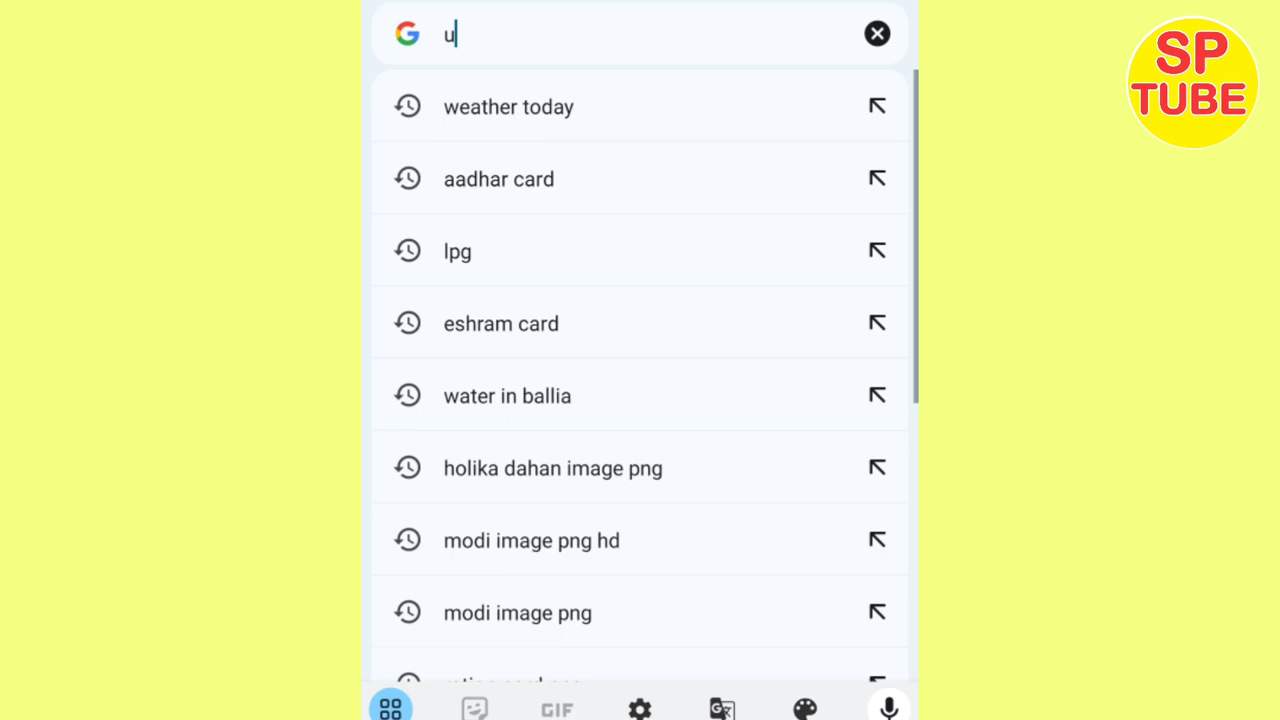 u
SP
TUBE
weather today
aadhar card
lpg
eshram card
water in ballia
holika dahan image png
modi image png hd
modi image png
GIF